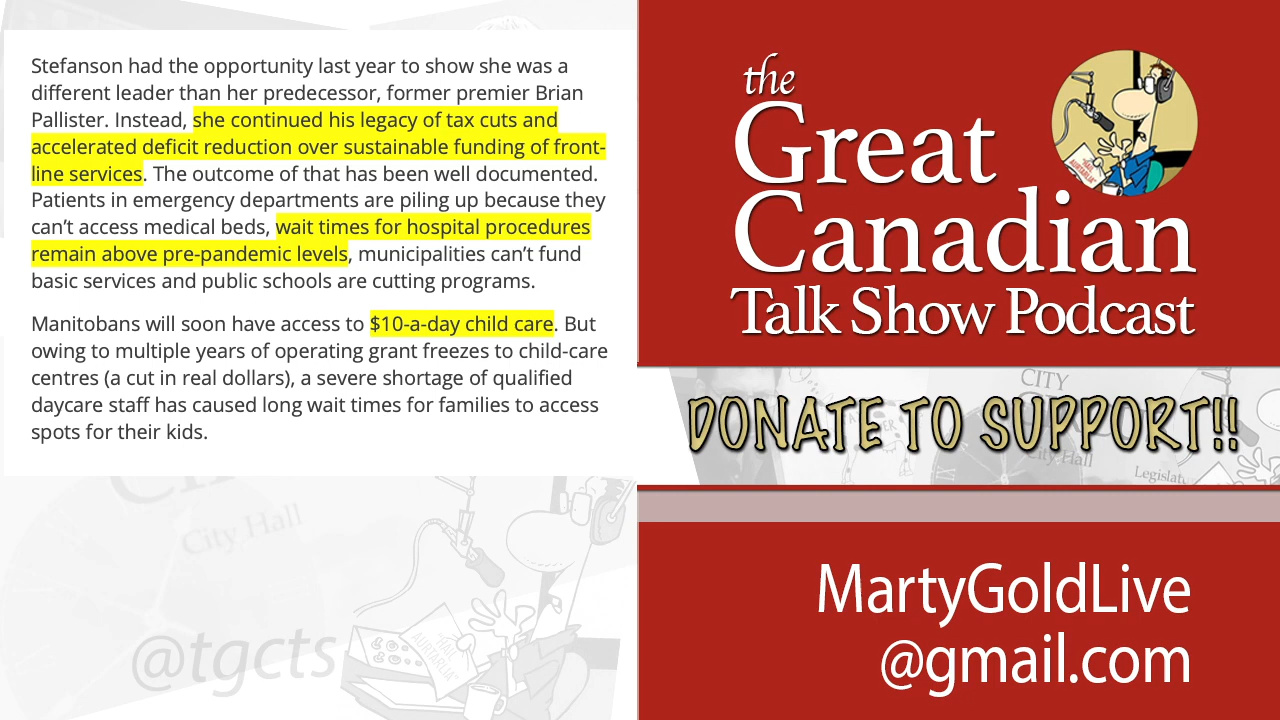 Stefanson had the opportunity last year to show she was a
different leader than her predecessor, former premier Brian
Pallister. Instead, she continued his legacy of tax cuts and
accelerated deficit reduction over sustainable funding of front-
line services. The outcome of that has been well documented.
Patients in emergency departments are piling up because they
can’t access medical beds, wait times for hospital procedures
remain above pre-pandemic levels, municipalities can’t fund
basic services and public schools are cutting programs.
Manitobans will soon have access to $10-a-day child care. But
owing to multiple years of operating grant freezes to child-care
centres (a cut in real dollars), a severe shortage of qualified
daycare staff has caused long wait times for families to access
spots for their kids.
City Hall
@tgcts
the
Great
Canadian
Talk Show Podcast
CITY
City Hall
DONATE TO SUPPORT!!
MartyGoldLive
@gmail.com